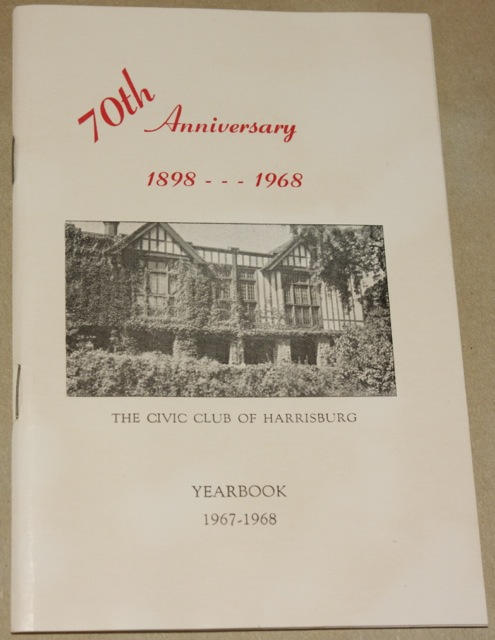 70th
Anniversary
1898 - - - 1968
THE CIVIC CLUB OF HARRISBURG
YEARBOOK
1967-1968